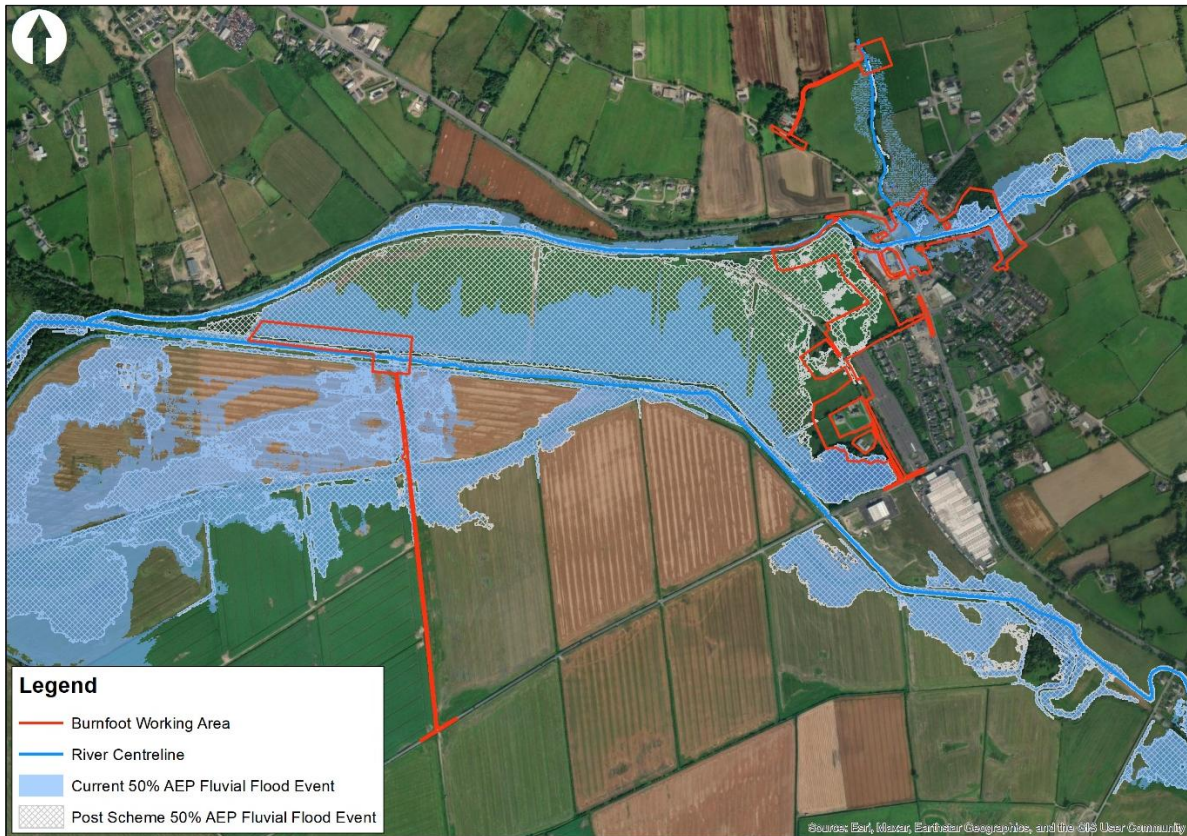 Legend
Burnfoot Working Area
River Centreline
Current 50% AEP Fluvial Flood Event
Post Scheme 50% AEP Fluvial Flood Event
Source: Esri, Maxar, Earthstar Geographics, and the GIS User Community